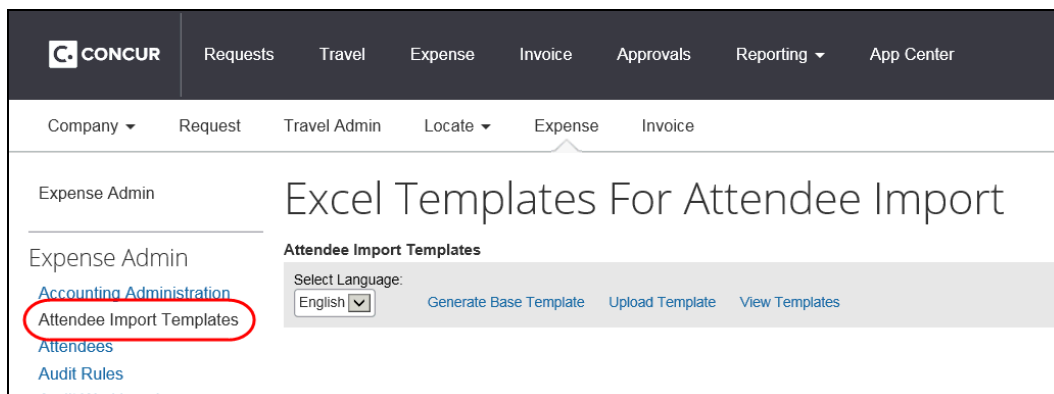 C. CONCUR Requests Travel Expense Invoice Approvals Reporting App Center
Company Request Travel Admin Locate Expense Invoice
Expense Admin
Excel Templates For Attendee Import
Attendee Import Templates
Select Language:
English Generate Base Template Upload Template View Templates
Expense Admin
Accounting Administration
Attendee Import Templates
Attendees
Audit Rules